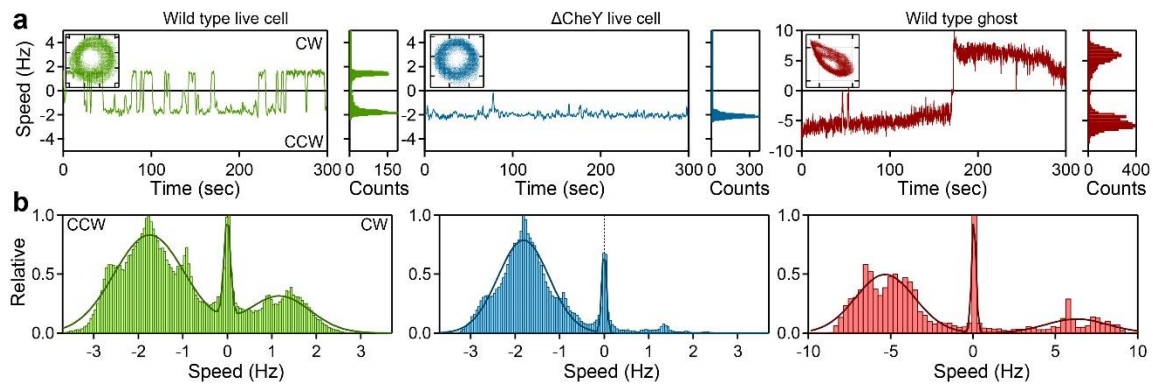 a
Wild type live cell
ΔCheY live cell
Wild type ghost
Speed (Hz)
4
2
0
-2
-4
CW
CCW
0 100 200 300
Time (sec)
0 150
Counts
4
2
0
-2
-4
0 100 200 300
Time (sec)
0 300
Counts
10
5
0
-5
-10
0 100 200 300
Time (sec)
0 200 400
Counts
b
Relative
1.0
0.5
0.0
CCW CW
-3 -2 -1 0 1 2 3
Speed (Hz)
1.0
0.5
0.0
-3 -2 -1 0 1 2 3
Speed (Hz)
1.0
0.5
0.0
-10 -5 0 5 10
Speed (Hz)